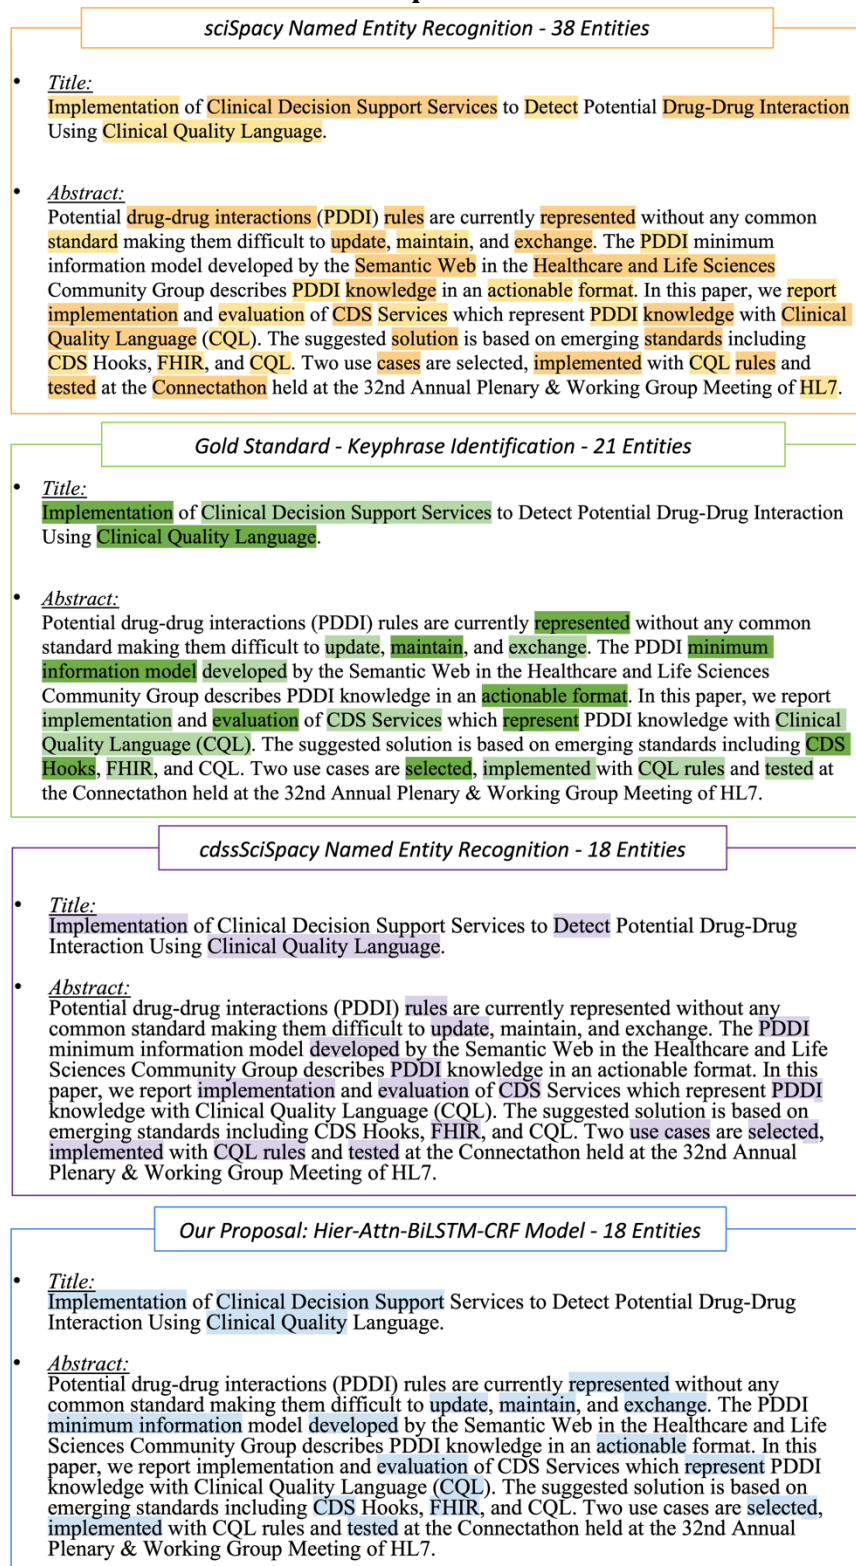 sciSpacy Named Entity Recognition - 38 Entities
• Title:
Implementation of Clinical Decision Support Services to Detect Potential Drug-Drug Interaction
Using Clinical Quality Language.
• Abstract:
Potential drug-drug interactions (PDDI) rules are currently represented without any common
standard making them difficult to update, maintain, and exchange. The PDDI minimum
information model developed by the Semantic Web in the Healthcare and Life Sciences
Community Group describes PDDI knowledge in an actionable format. In this paper, we report
implementation and evaluation of CDS Services which represent PDDI knowledge with Clinical
Quality Language (CQL). The suggested solution is based on emerging standards including
CDS Hooks, FHIR, and CQL. Two use cases are selected, implemented with CQL rules and
tested at the Connectathon held at the 32nd Annual Plenary & Working Group Meeting of HL7.
Gold Standard - Keyphrase Identification - 21 Entities
• Title:
Implementation of Clinical Decision Support Services to Detect Potential Drug-Drug Interaction
Using Clinical Quality Language.
• Abstract:
Potential drug-drug interactions (PDDI) rules are currently represented without any common
standard making them difficult to update, maintain, and exchange. The PDDI minimum
information model developed by the Semantic Web in the Healthcare and Life Sciences
Community Group describes PDDI knowledge in an actionable format. In this paper, we report
implementation and evaluation of CDS Services which represent PDDI knowledge with Clinical
Quality Language (CQL). The suggested solution is based on emerging standards including CDS
Hooks, FHIR, and CQL. Two use cases are selected, implemented with CQL rules and tested at
the Connectathon held at the 32nd Annual Plenary & Working Group Meeting of HL7.
cdssSciSpacy Named Entity Recognition - 18 Entities
• Title:
Implementation of Clinical Decision Support Services to Detect Potential Drug-Drug
Interaction Using Clinical Quality Language.
• Abstract:
Potential drug-drug interactions (PDDI) rules are currently represented without any
common standard making them difficult to update, maintain, and exchange. The PDDI
minimum information model developed by the Semantic Web in the Healthcare and Life
Sciences Community Group describes PDDI knowledge in an actionable format. In this
paper, we report implementation and evaluation of CDS Services which represent PDDI
knowledge with Clinical Quality Language (CQL). The suggested solution is based on
emerging standards including CDS Hooks, FHIR, and CQL. Two use cases are selected,
implemented with CQL rules and tested at the Connectathon held at the 32nd Annual
Plenary & Working Group Meeting of HL7.
Our Proposal: Hier-Attn-BiLSTM-CRF Model - 18 Entities
• Title:
Implementation of Clinical Decision Support Services to Detect Potential Drug-Drug
Interaction Using Clinical Quality Language.
• Abstract:
Potential drug-drug interactions (PDDI) rules are currently represented without any
common standard making them difficult to update, maintain, and exchange. The PDDI
minimum information model developed by the Semantic Web in the Healthcare and Life
Sciences Community Group describes PDDI knowledge in an actionable format. In this
paper, we report implementation and evaluation of CDS Services which represent PDDI
knowledge with Clinical Quality Language (CQL). The suggested solution is based on
emerging standards including CDS Hooks, FHIR, and CQL. Two use cases are selected,
implemented with CQL rules and tested at the Connectathon held at the 32nd Annual
Plenary & Working Group Meeting of HL7.